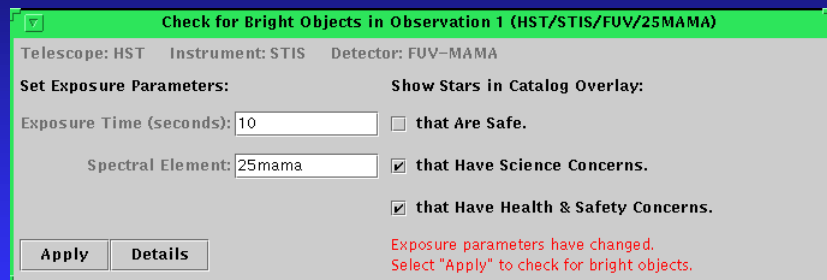 Check for Bright Objects in Observation 1 (HST/STIS/FUV/25MAMA)
Telescope: HST Instrument: STIS Detector: FUV-MAMA
Set Exposure Parameters:
Show Stars in Catalog Overlay:
Exposure Time (seconds): 10
that Are Safe.
Spectral Element: 25mama
that Have Science Concerns.
that Have Health & Safety Concerns.
Apply Details
Exposure parameters have changed.
Select "Apply" to check for bright objects.